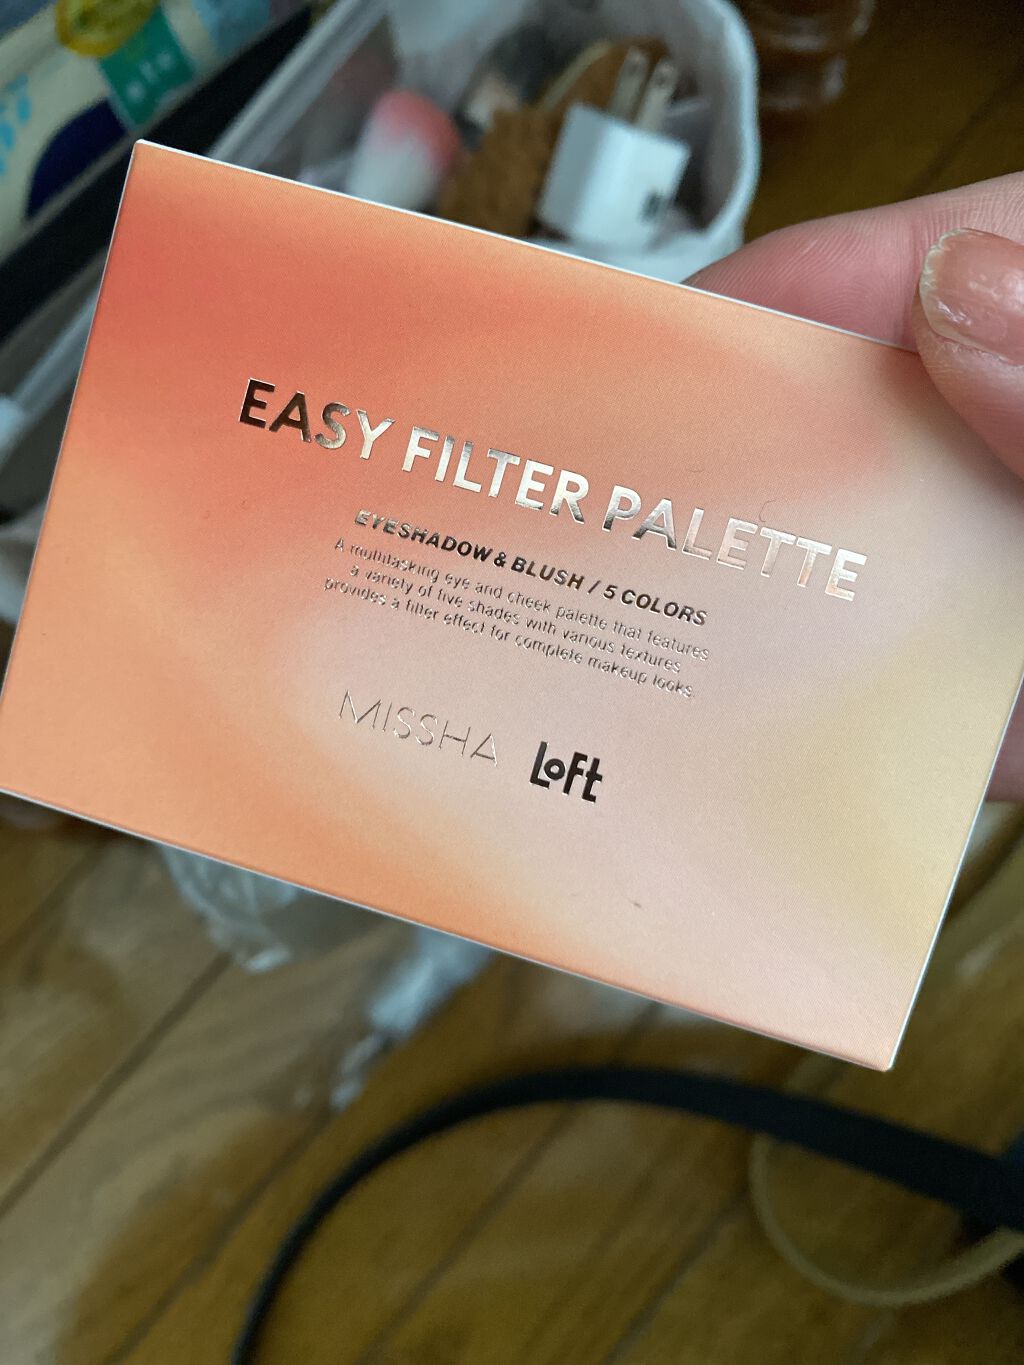 EASY FILTER PALETTE
EYESHADOW & BLUSH / 5 COLORS
A multitasking eye and cheek palette that features
a variety of five shades with various textures
provides a filter effect for complete makeup looks.
MISSHA LoFt